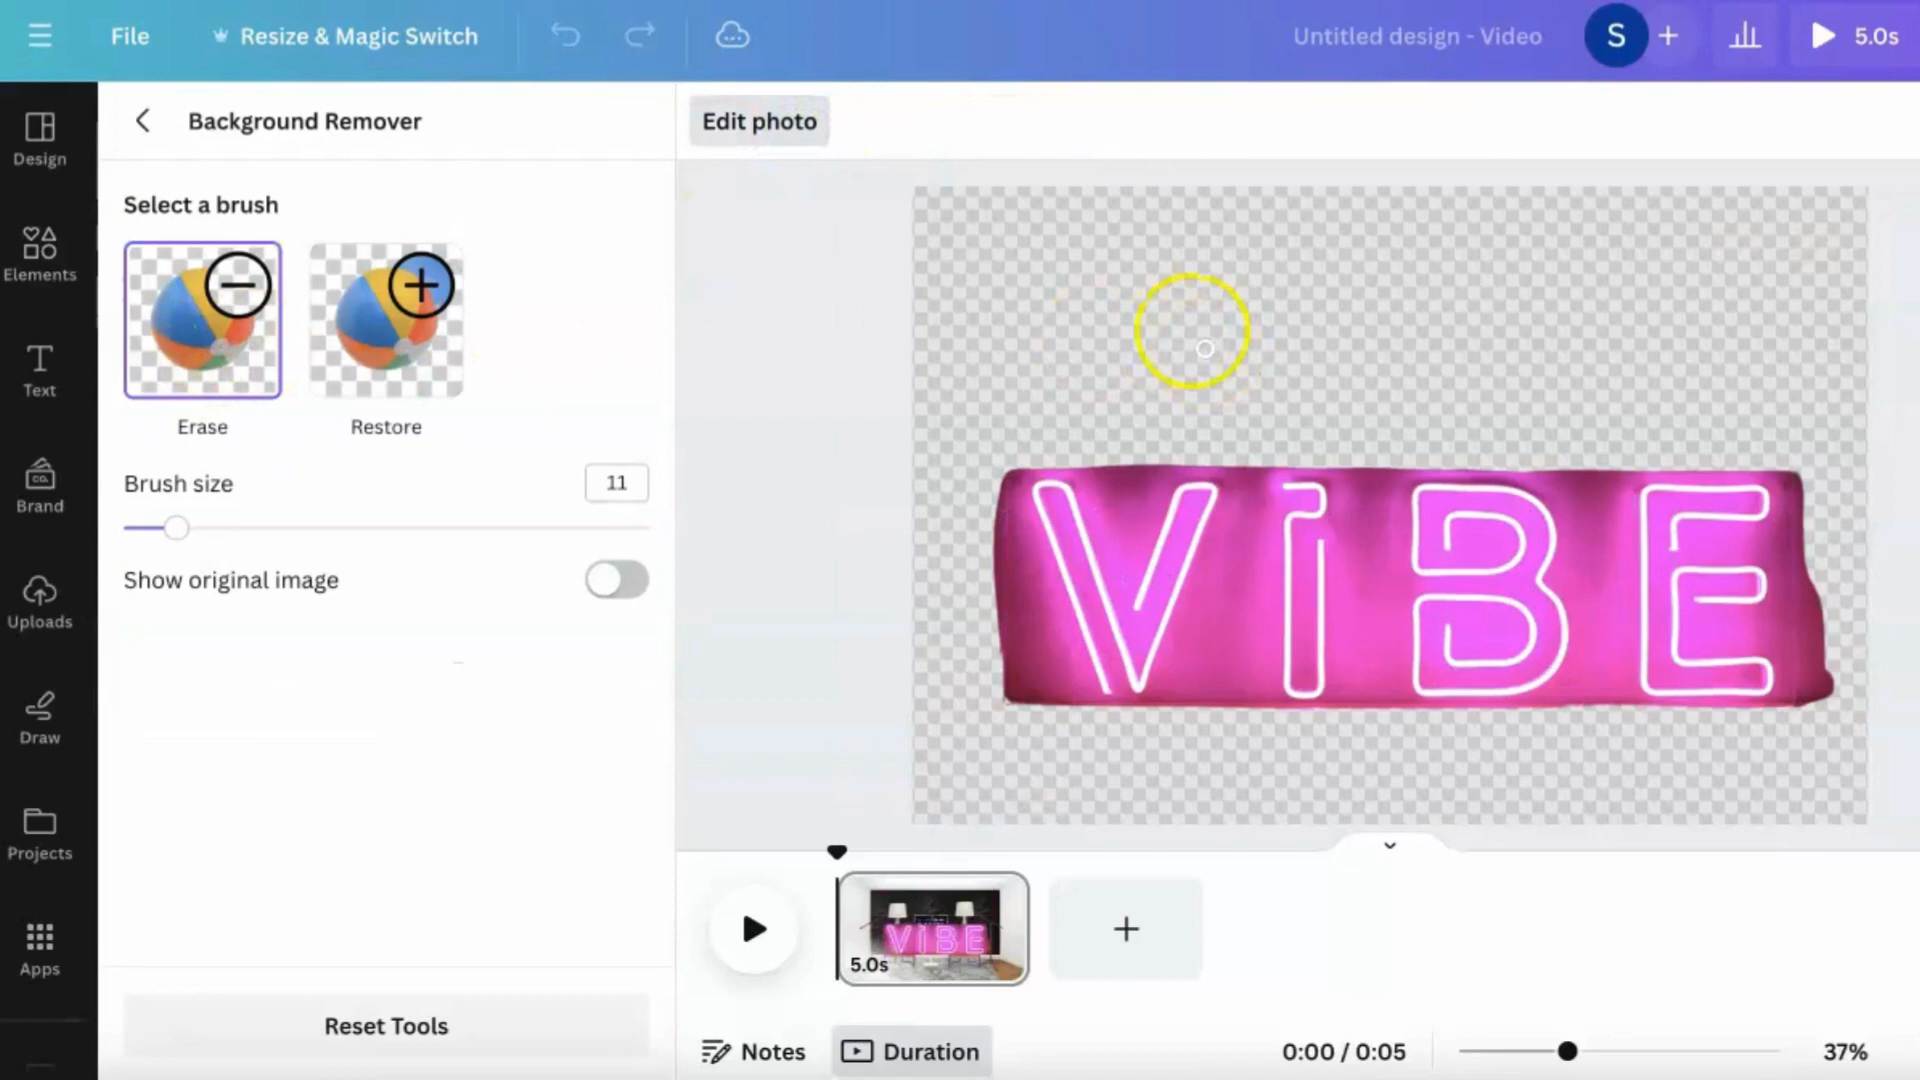 File
Resize & Magic Switch
Untitled design - Video
S
5.0s
Design
Elements
Text
CO.
Brand
Uploads
Draw
Projects
Apps
Background Remover
Select a brush
Erase
Restore
Brush size
11
Show original image
Reset Tools
Edit photo
VIBE
VIBE
5.0s
Notes
Duration
0:00 / 0:05
37%